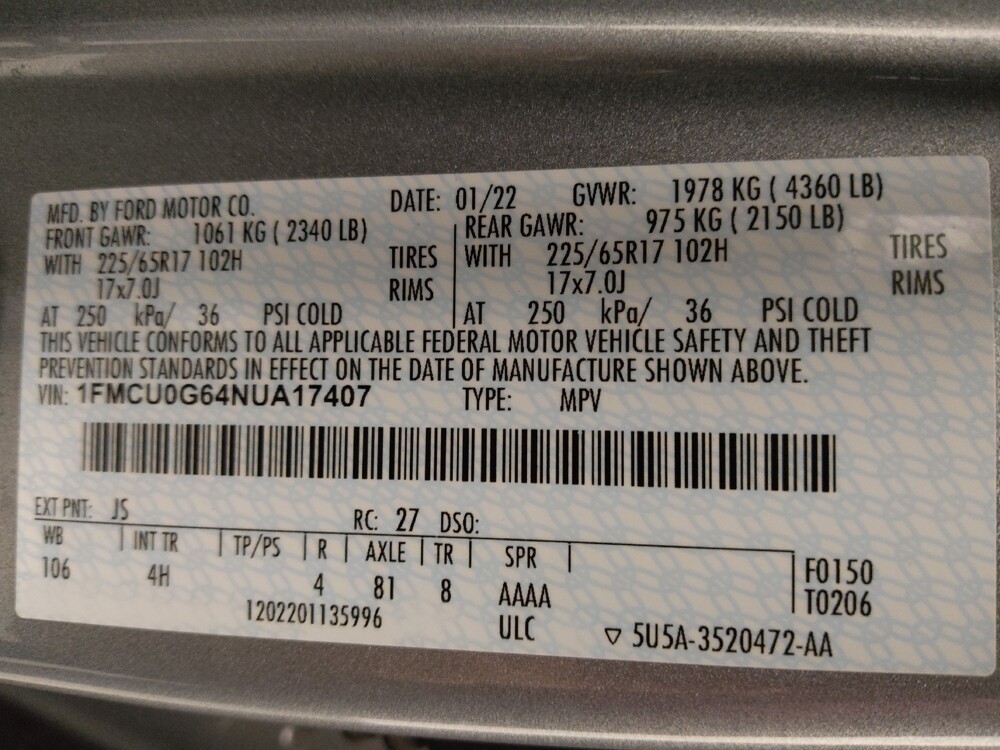 MFD. BY FORD MOTOR CO. DATE: 01/22 GVWR: 1978 KG ( 4360 LB)
FRONT GAWR: 1061 KG ( 2340 LB) REAR GAWR: 975 KG ( 2150 LB)
WITH 225/65R17 102H TIRES WITH 225/65R17 102H TIRES
17x7.0J RIMS 17x7.0J RIMS
AT 250 kPa/ 36 PSI COLD AT 250 kPa/ 36 PSI COLD
THIS VEHICLE CONFORMS TO ALL APPLICABLE FEDERAL MOTOR VEHICLE SAFETY AND THEFT
PREVENTION STANDARDS IN EFFECT ON THE DATE OF MANUFACTURE SHOWN ABOVE.
VIN: 1FMCU0G64NUA17407 TYPE: MPV
EXT PNT: JS RC: 27 DSO:
WB INT TR TP/PS R AXLE TR SPR
106 4H 4 81 8 AAAA
F0150
T0206
1202201135996 ULC ▽ 5U5A-3520472-AA